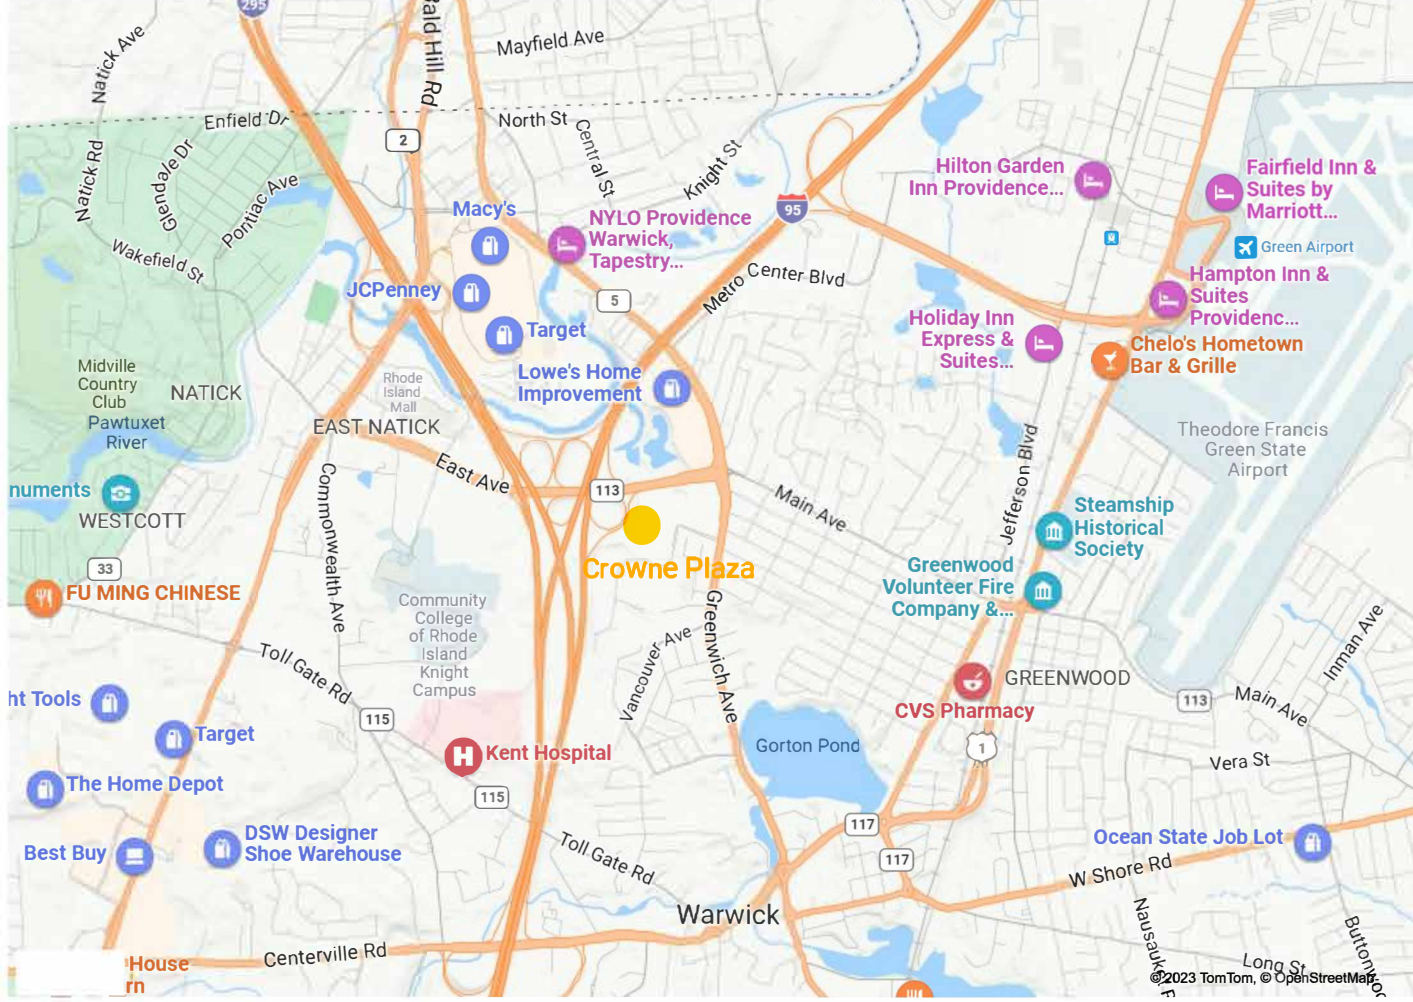 295
Natick Ave
Bald Hill Rd
Mayfield Ave
Enfield Dr
2
North St
Central St
Knight St
Natick Rd
Glendale Dr
Pontiac Ave
Wakefield St
Macy's
NYLO Providence
Warwick,
Tapestry...
95
Hilton Garden
Inn Providence...
Fairfield Inn &
Suites by
Marriott...
Green Airport
JCPenney
5
Metro Center Blvd
Hampton Inn &
Suites
Providenc...
Target
Holiday Inn
Express &
Suites...
Chelo's Hometown
Bar & Grille
Midville
Country
Club
NATICK
Pawtuxet
River
Rhode
Island
Mall
Lowe's Home
Improvement
EAST NATICK
Theodore Francis
Green State
Airport
East Ave
113
Main Ave
Jefferson Blvd
numents
WESTCOTT
Commonwealth Ave
Steamship
Historical
Society
33
Crowne Plaza
Greenwood
Volunteer Fire
Company &...
FU MING CHINESE
Community
College
of Rhode
Island
Knight
Campus
Greenwich Ave
Vancouver Ave
Inman Ave
Toll Gate Rd
115
GREENWOOD
113
Main Ave
CVS Pharmacy
ht Tools
Target
Kent Hospital
Gorton Pond
1
Vera St
The Home Depot
115
117
Best Buy
DSW Designer
Shoe Warehouse
Toll Gate Rd
117
Ocean State Job Lot
W Shore Rd
Warwick
Centerville Rd
House
rn
Nausauket R
Long St
Buttonwoo
©2023 TomTom, © OpenStreetMap